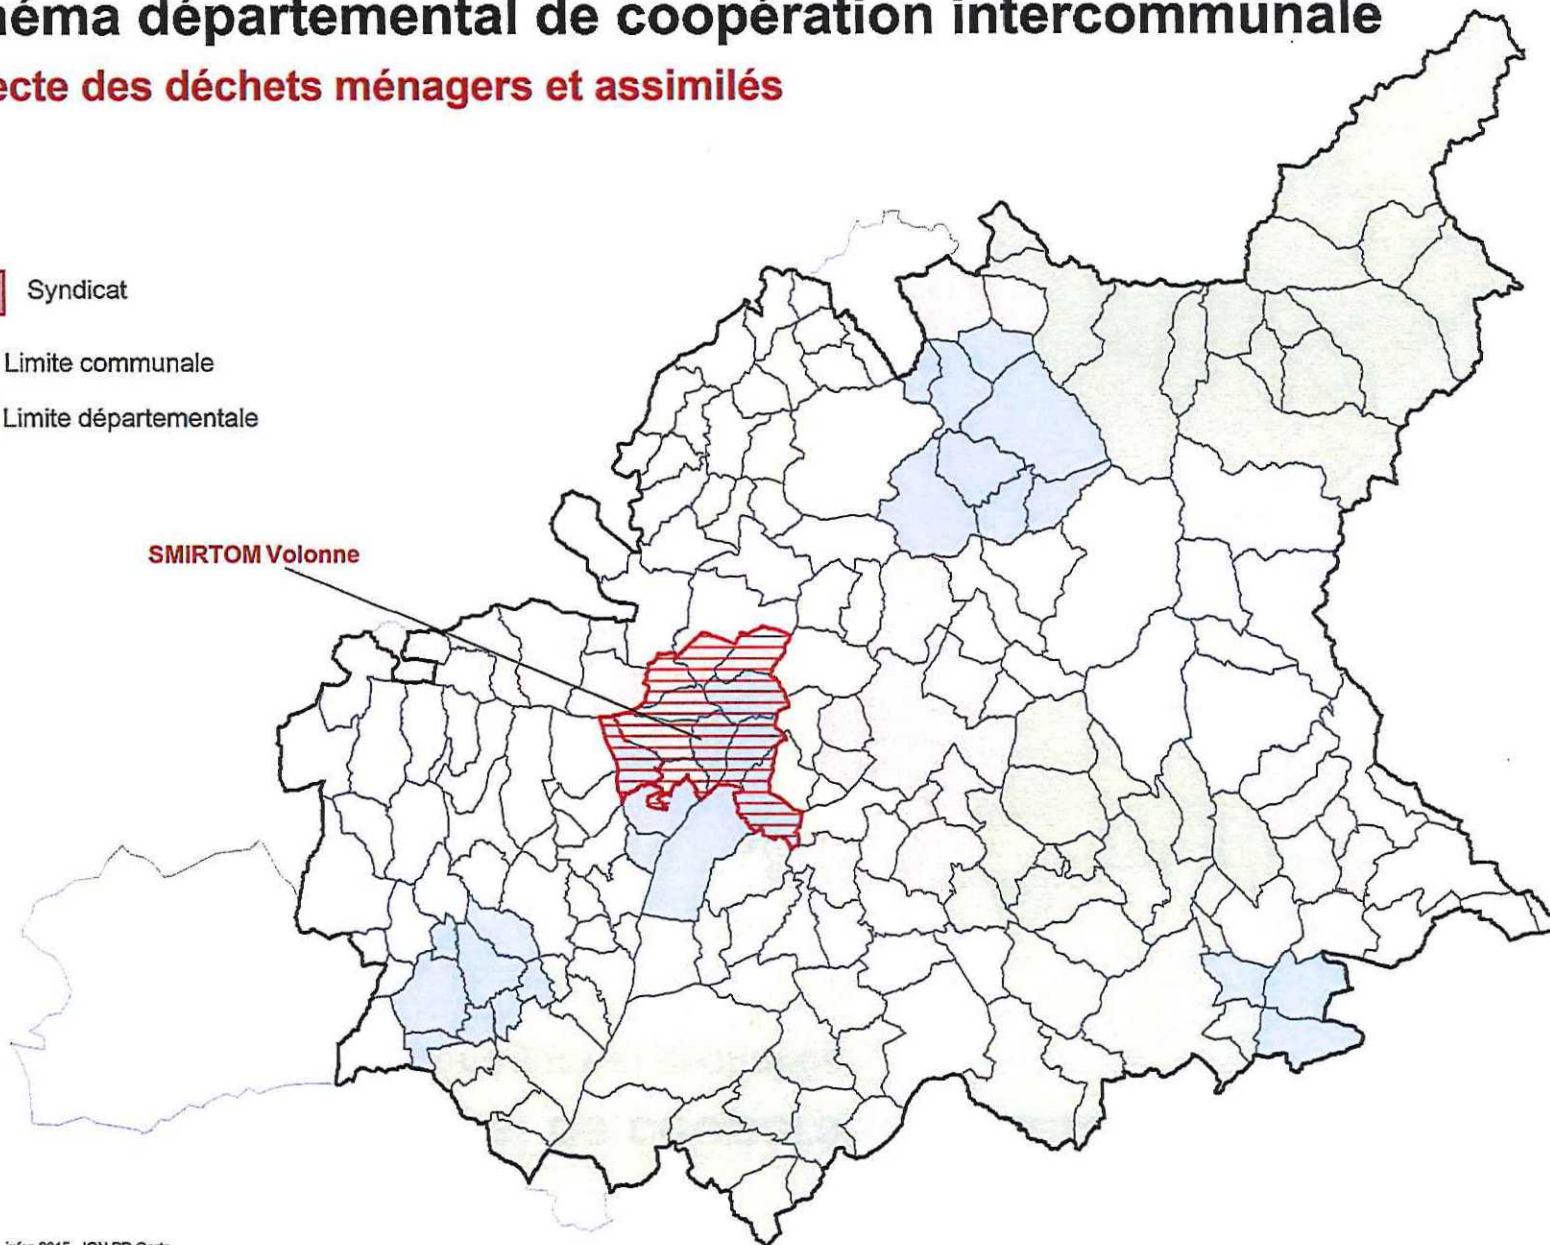 héma départemental de coopération intercommunale
ecte des déchets ménagers et assimilés
Syndicat
Limite communale
Limite départementale
SMIRTOM Volonne